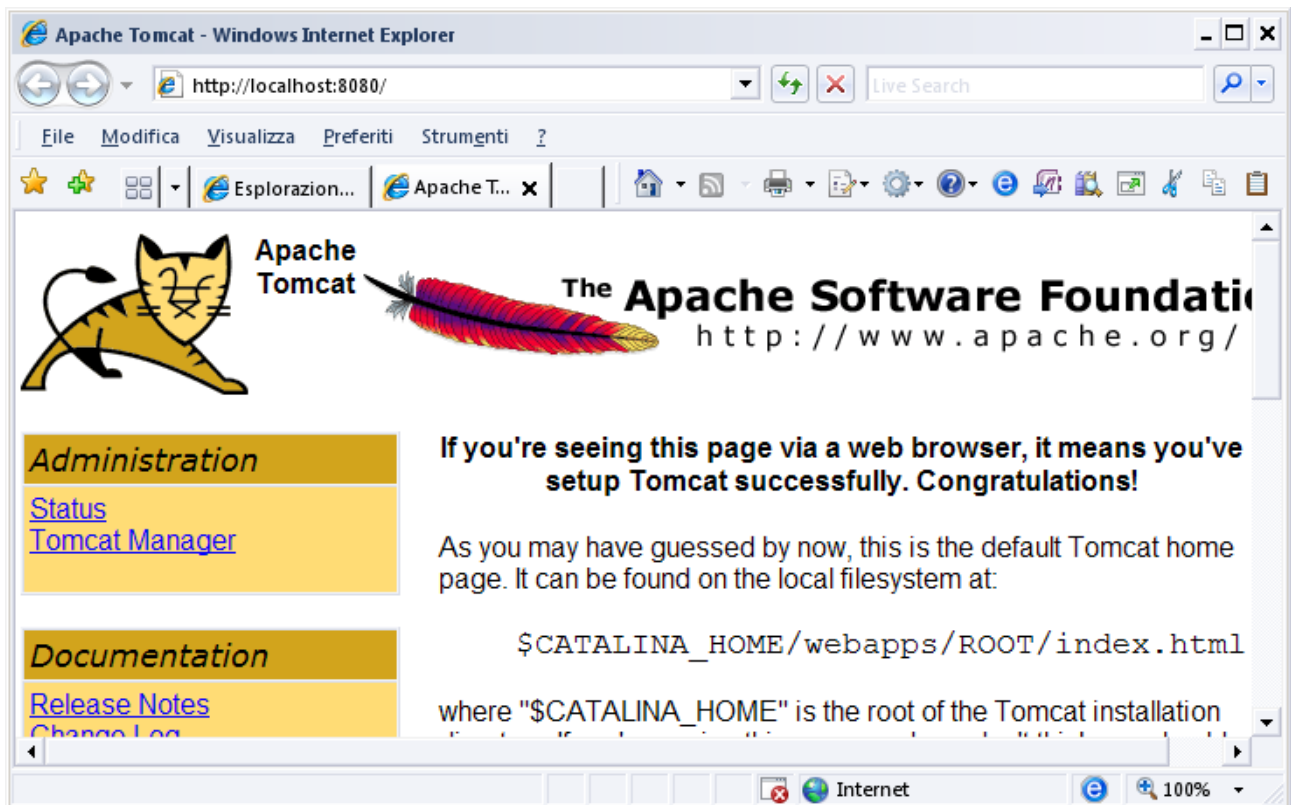 Apache Tomcat - Windows Internet Explorer
http://localhost:8080/
Live Search
File Modifica Visualizza Preferiti Strumenti ?
Esplorazion... Apache T...
Apache
Tomcat
The Apache Software
http://www.apache.org/
Administration
Status
Tomcat Manager
Documentation
Release Notes
Change Log
If you're seeing this page via a web browser, it means you've
setup Tomcat successfully. Congratulations!
As you may have guessed by now, this is the default Tomcat home
page. It can be found on the local filesystem at:
$CATALINA_HOME/webapps/ROOT/index.html
where "$CATALINA_HOME" is the root of the Tomcat installation
Internet
100%